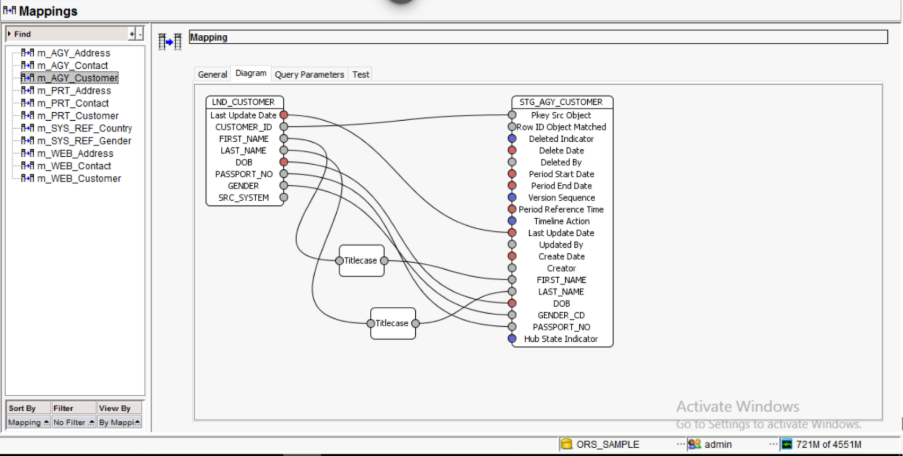 Mappings
Find
m_AGY_Address
m_AGY_Contact
m_AGY_Customer
m_PRT_Address
m_PRT_Contact
m_PRT_Customer
m_SYS_REF_Country
m_SYS_REF_Gender
m_WEB_Address
m_WEB_Contact
m_WEB_Customer
Sort By Filter View By
Mapping No Filter By Mappi
Mapping
General Diagram Query Parameters Test
LND_CUSTOMER
Last Update Date
CUSTOMER_ID
FIRST_NAME
LAST_NAME
DOB
PASSPORT_NO
GENDER
SRC_SYSTEM
Titlecase
Titlecase
STG_AGY_CUSTOMER
Pkey Src Object
Row ID Object Matched
Deleted Indicator
Delete Date
Deleted By
Period Start Date
Period End Date
Version Sequence
Period Reference Time
Timeline Action
Last Update Date
Updated By
Create Date
Creator
FIRST_NAME
LAST_NAME
DOB
GENDER_CD
PASSPORT_NO
Hub State Indicator
Activate Windows
Go to Settings to activate Windows.
ORS_SAMPLE ··· admin ··· 721M of 4551M